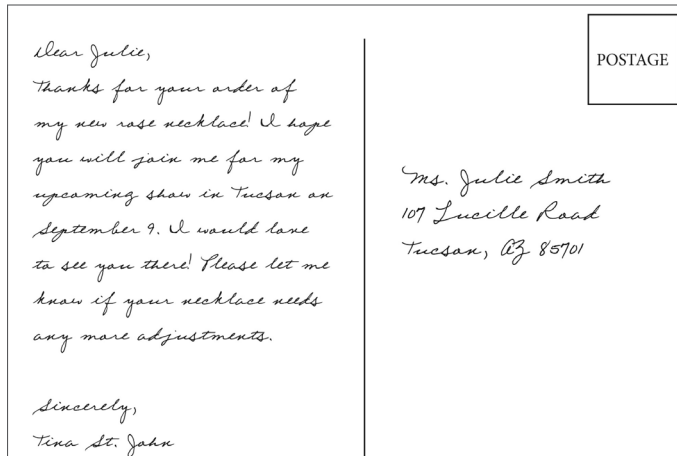 Dear Julie,
Thanks for your order of
my new rose necklace! I hope
you will join me for my
upcoming show in Tucson on
September 9. I would love
to see you there! Please let me
know if your necklace needs
any more adjustments.
Sincerely,
Tina St. John
POSTAGE
Ms. Julie Smith
107 Lucille Road
Tucson, AZ 85701